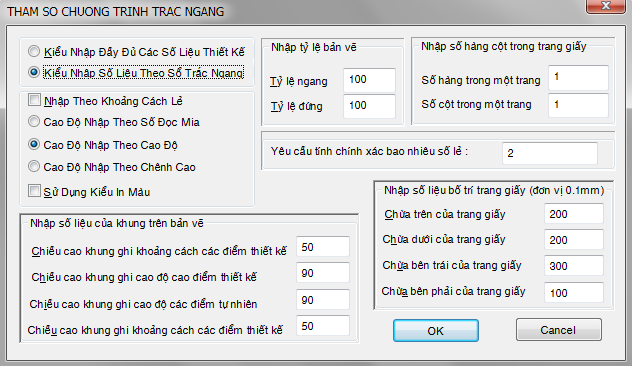 THAM SO CHUONG TRINH TRAC NGANG
Kiểu Nhập Đầy Đủ Các Số Liệu Thiết Kế
Kiểu Nhập Số Liệu Theo Sổ Trắc Ngang
Nhập Theo Khoảng Cách Lẻ
Cao Độ Nhập Theo Số Đọc Mia
Cao Độ Nhập Theo Cao Độ
Cao Độ Nhập Theo Chênh Cao
Sử Dụng Kiểu In Màu
Nhập tỷ lệ bản vẽ
Tỷ lệ ngang 100
Tỷ lệ đứng 100
Nhập số hàng cột trong trang giấy
Số hàng trong một trang 1
Số cột trong một trang 1
Yêu cầu tính chính xác bao nhiêu số lẻ : 2
Nhập số liệu của khung trên bản vẽ
Chiều cao khung ghi khoảng cách các điểm thiết kế 50
Chiều cao khung ghi cao độ cao điểm thiết kế 90
Chiều cao khung ghi cao độ các điểm tự nhiên 90
Chiều cao khung ghi khoảng cách các điểm thiết kế 50
Nhập số liệu bố trí trang giấy (đơn vị 0.1mm)
Chừa trên của trang giấy 200
Chừa dưới của trang giấy 200
Chừa bên trái của trang giấy 300
Chừa bên phải của trang giấy 100
OK
Cancel